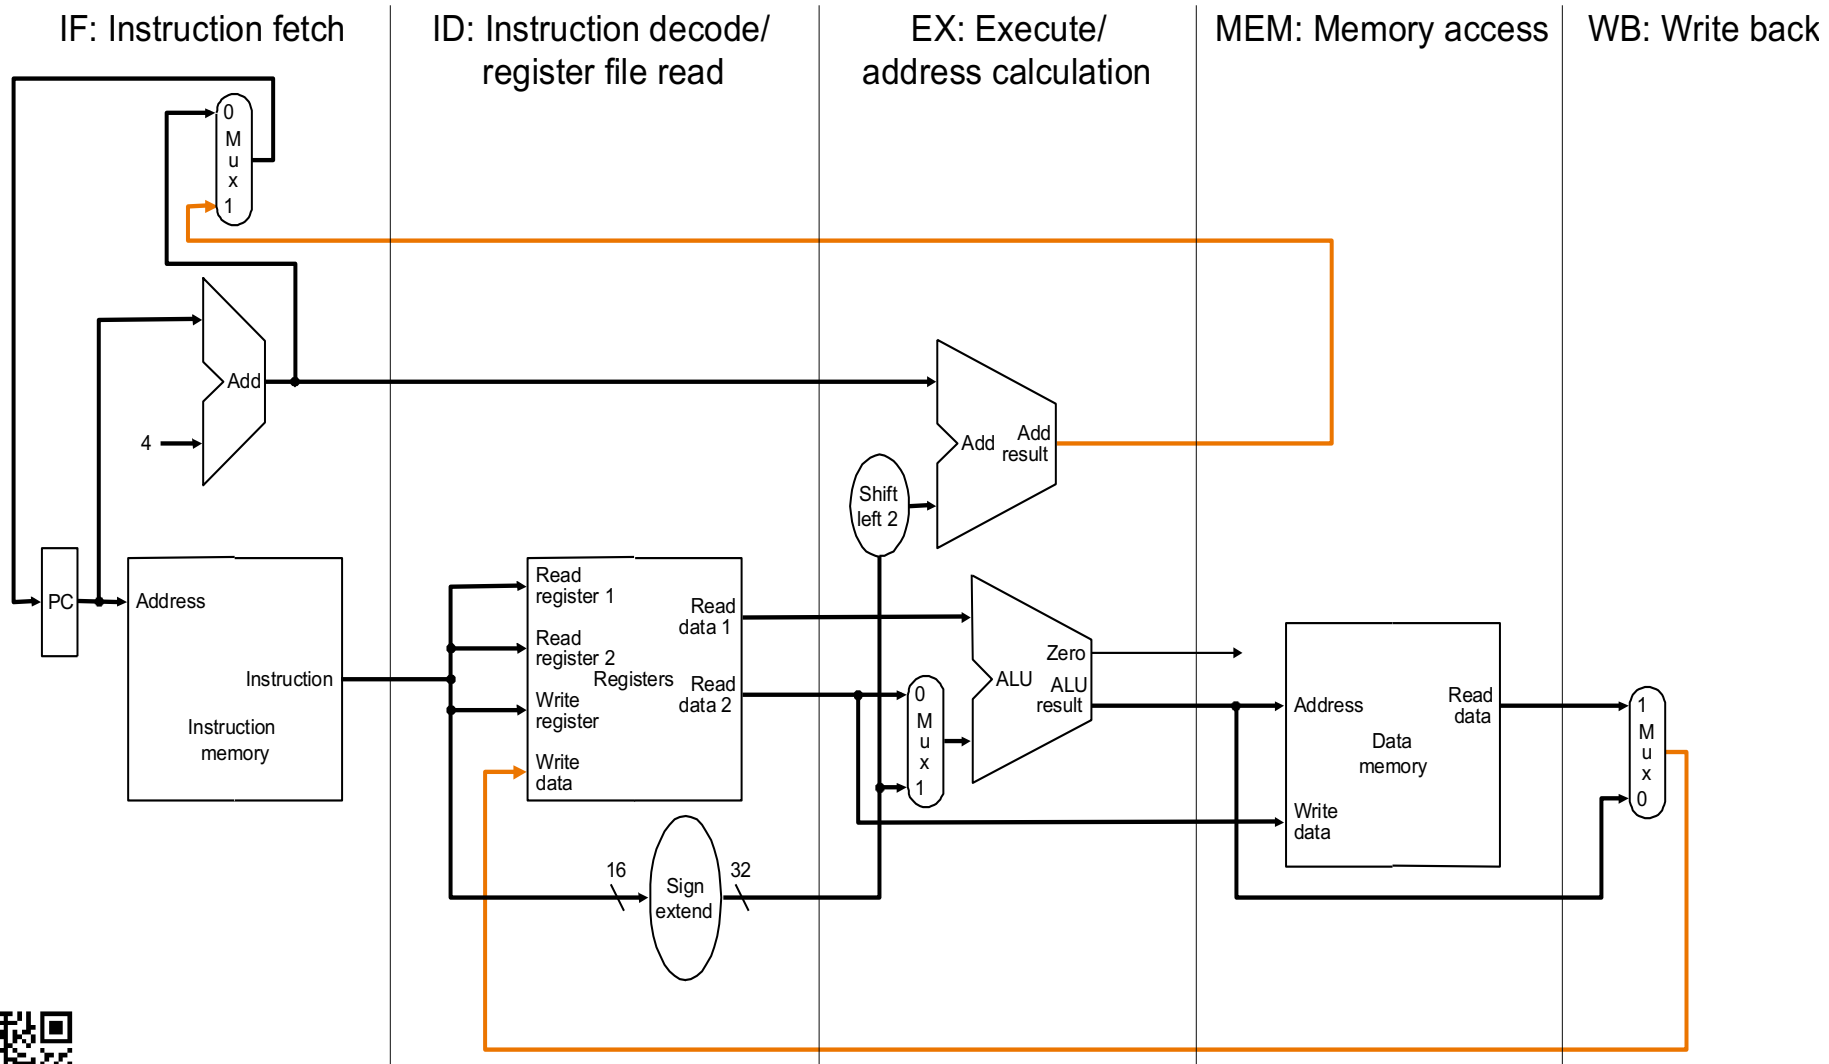 IF: Instruction fetch
ID: Instruction decode/
register file read
EX: Execute/
address calculation
MEM: Memory access
WB: Write back
0
M
u
x
1
Add
4
PC
Address
Instruction
Instruction
memory
Read
register 1
Read
register 2
Write
register
Write
data
Registers
Read
data 1
Read
data 2
16
Sign
extend
32
Shift
left 2
Add
Add
result
0
M
u
x
1
ALU
Zero
ALU
result
Address
Read
data
Data
memory
Write
data
1
M
u
x
0